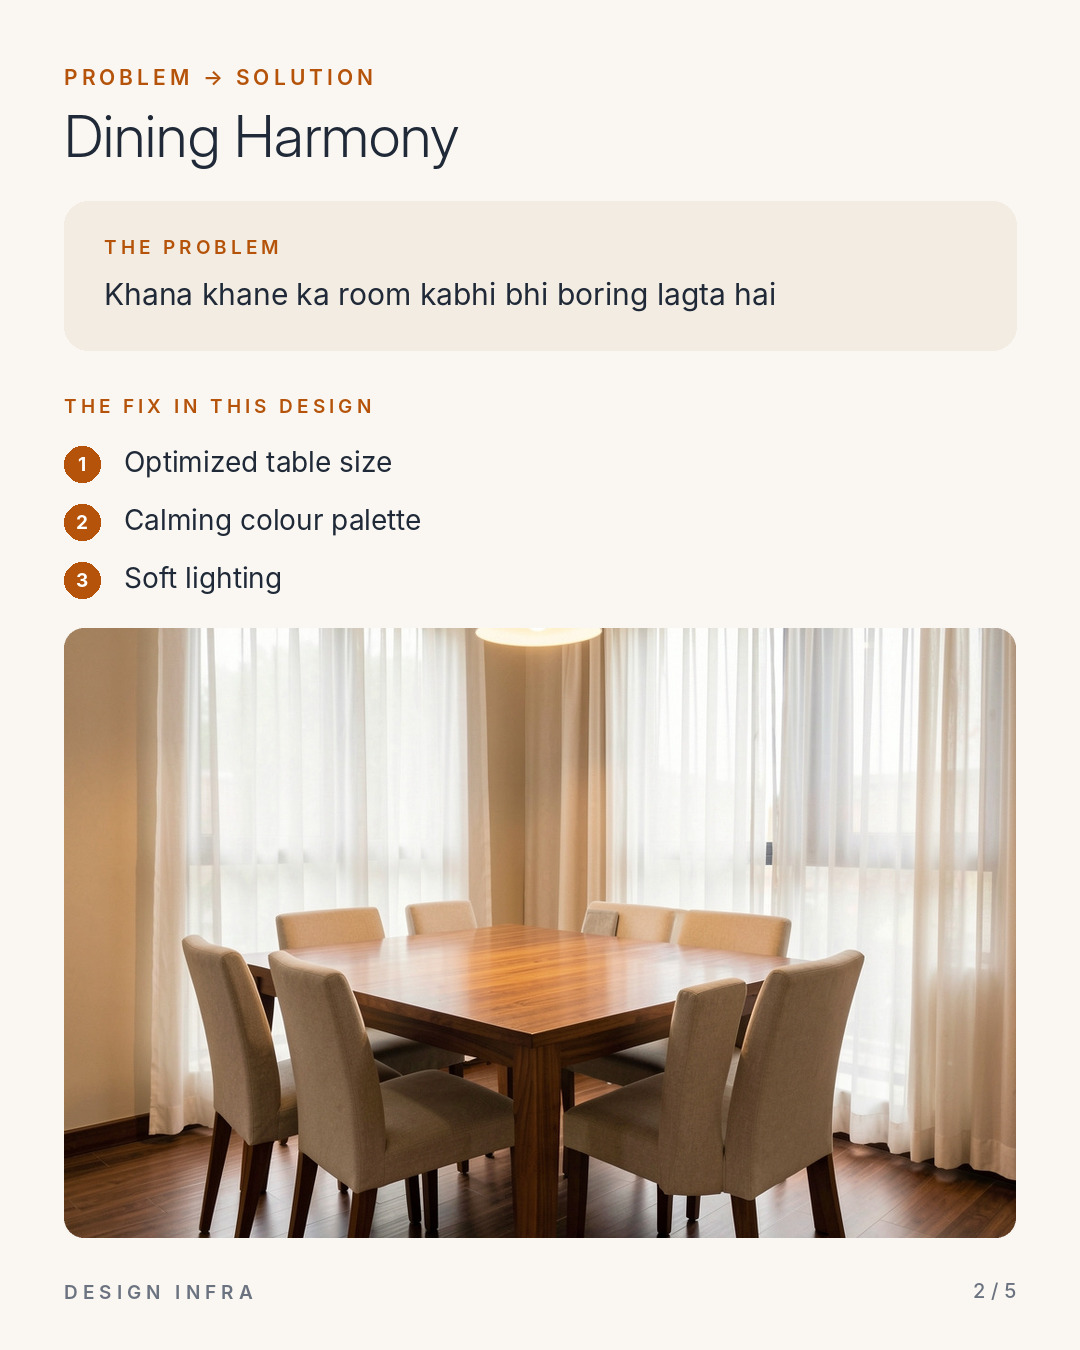 PROBLEM → SOLUTION
Dining Harmony
THE PROBLEM
Khana khane ka room kabhi bhi boring lagta hai
THE FIX IN THIS DESIGN
1 Optimized table size
2 Calming colour palette
3 Soft lighting
DESIGN INFRA
2 / 5